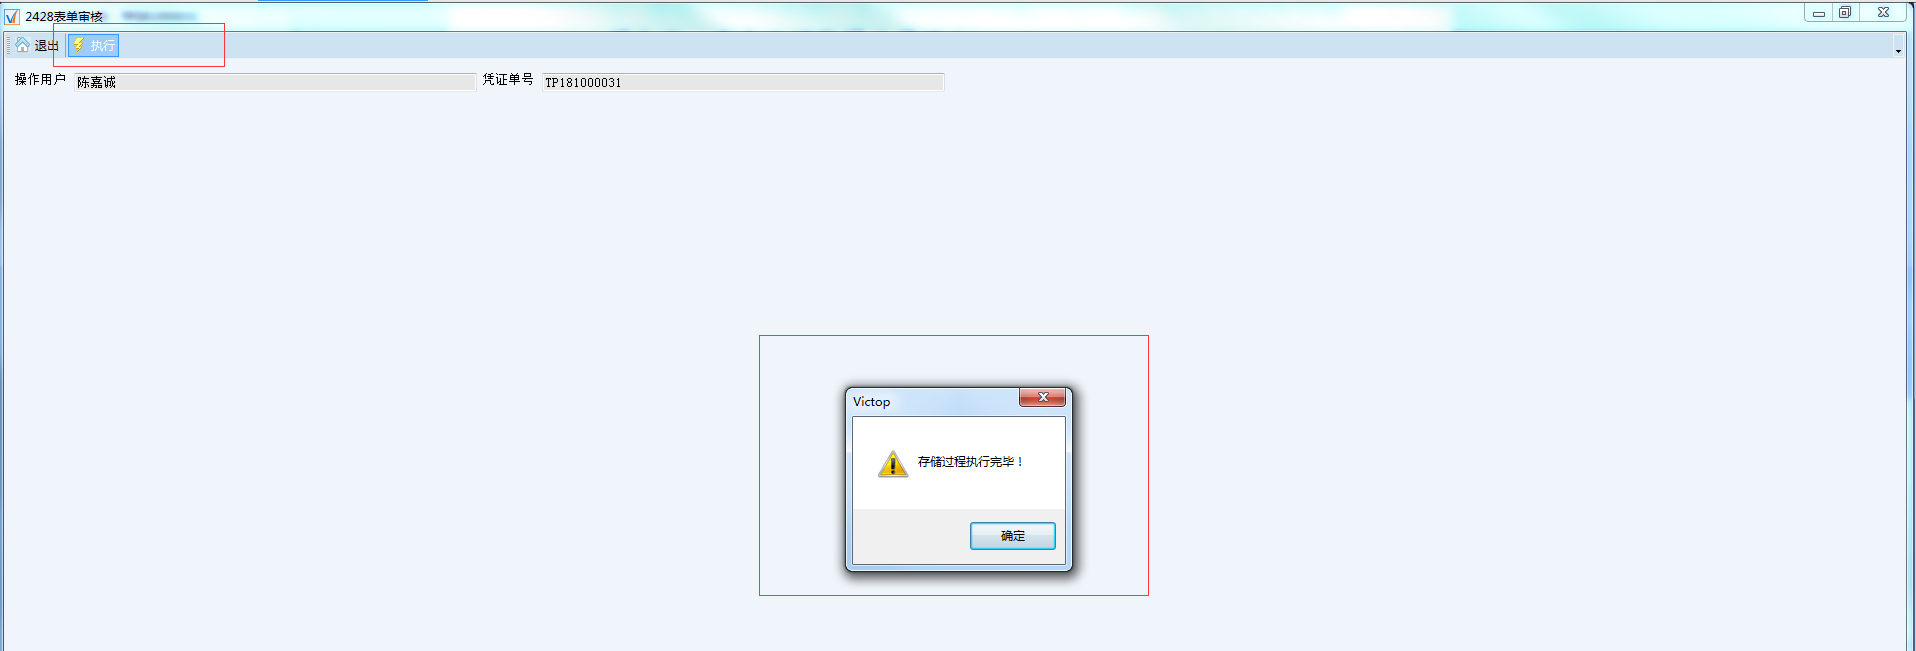 2428表单审核
退出 执行
操作用户 陈嘉诚 凭证单号 TP181000031
Victop
存储过程执行完毕！
确定